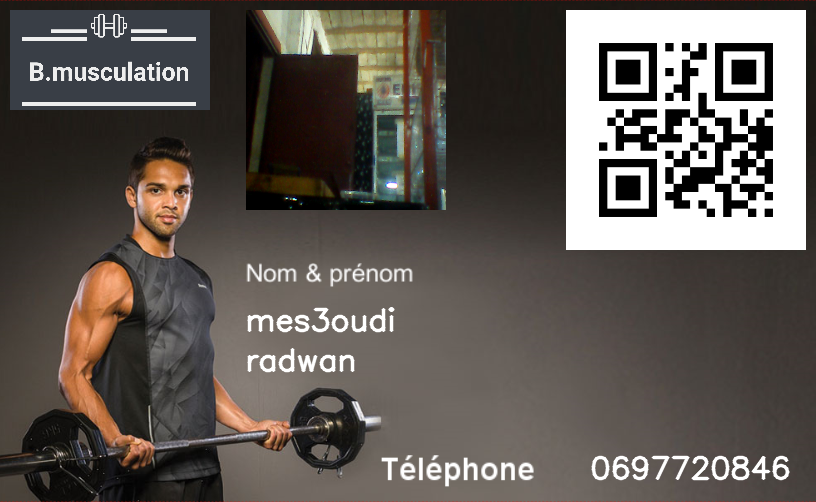 B.musculation
Nom & prénom
mes3oudi
radwan
Téléphone 0697720846